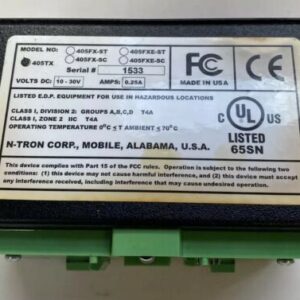 MODEL NO: 405FX-ST 405FXE-ST
405TX 405FX-SC 405FXE-SC
Serial # 1533
VOLTS DC: 10 - 30V AMPS: 0.25A
FC
MADE IN USA
LISTED E.D.P. EQUIPMENT FOR USE IN HAZARDOUS LOCATIONS
CLASS I, DIVISION 2: GROUPS A,B,C,D T4A
CLASS I, ZONE 2 IIC T4A
OPERATING TEMPERATURE 0°C ≤ T AMBIENT ≤ 70°C
C UL US
LISTED
65SN
N-TRON CORP., MOBILE, ALABAMA, U.S.A.
This device complies with Part 15 of the FCC rules. Operation is subject to the following two
conditions: (1) this device may not cause harmful interference, and (2) this device must accept
any interference received, including interference that may cause undesired operation.